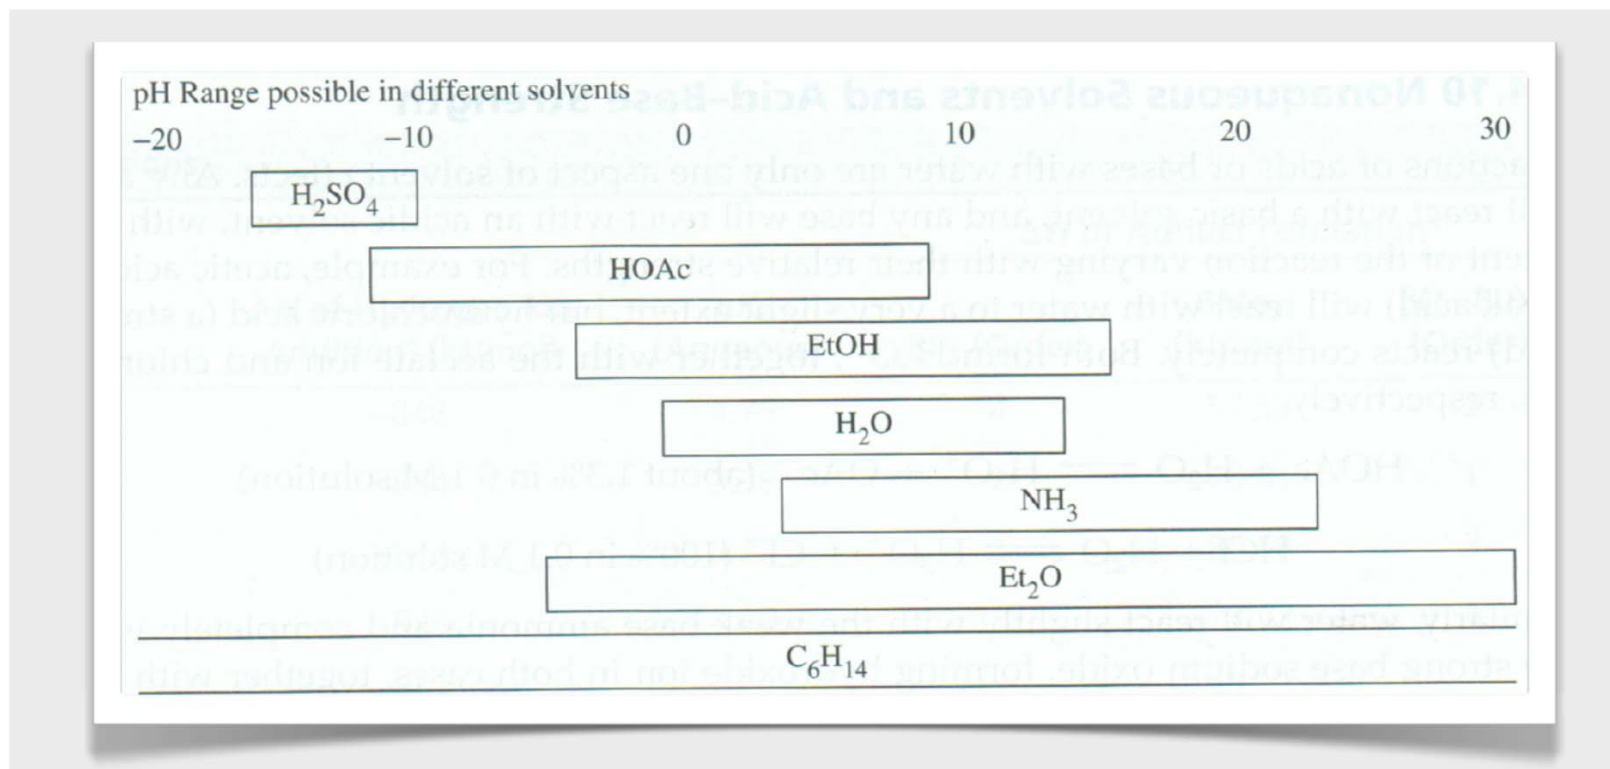 pH Range possible in different solvents
–20 –10 0 10 20 30
H₂SO₄
HOAc
EtOH
H₂O
NH₃
Et₂O
C₆H₁₄